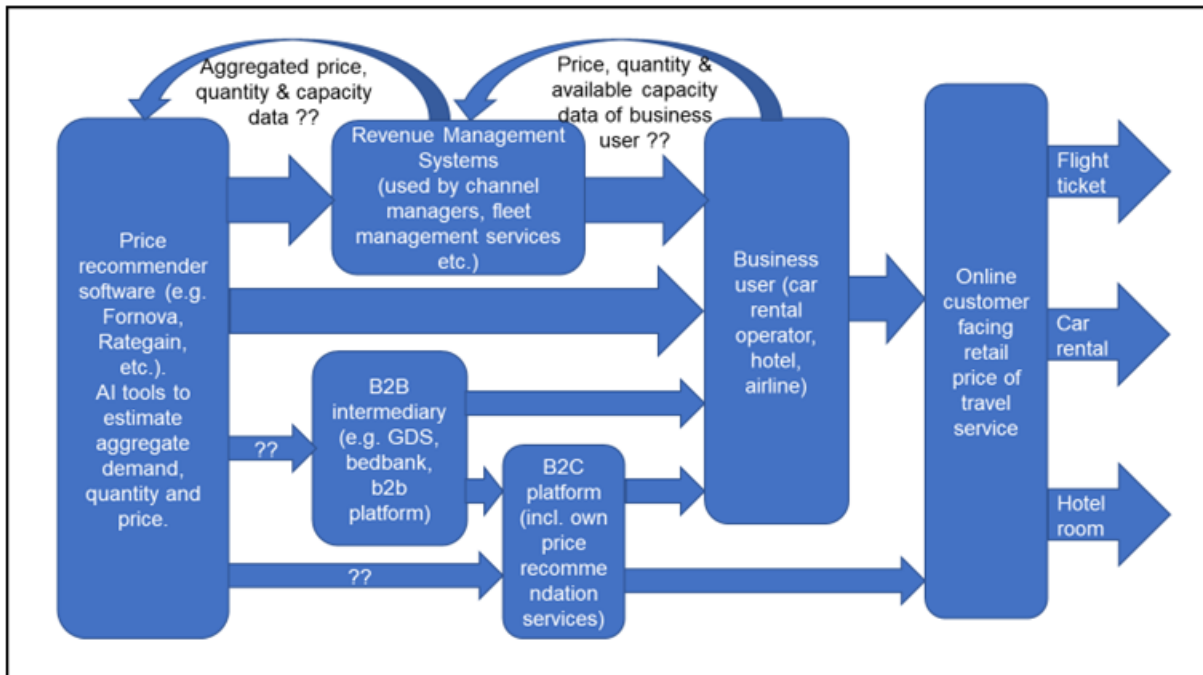 Aggregated price,
quantity & capacity
data ??
Price, quantity &
available capacity
data of business
user ??
Revenue Management
Systems
(used by channel
managers, fleet
management services
etc.)
Price
recommender
software (e.g.
Fornova,
Rategain,
etc.).
AI tools to
estimate
aggregate
demand,
quantity and
price.
??
B2B
intermediary
(e.g. GDS,
bedbank,
b2b
platform)
??
B2C
platform
(incl. own
price
recomme
ndation
services)
Business
user (car
rental
operator,
hotel,
airline)
Online
customer
facing
retail
price of
travel
service
Flight
ticket
Car
rental
Hotel
room